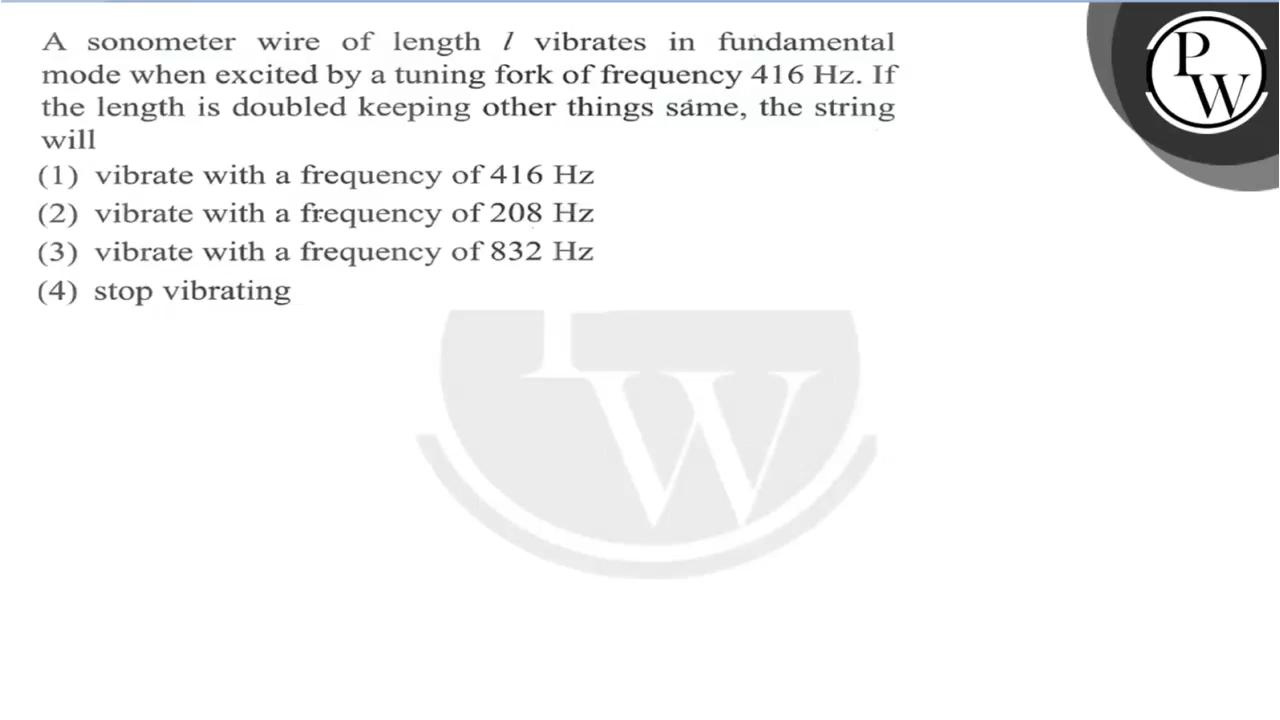 A sonometer wire of length l vibrates in fundamental
mode when excited by a tuning fork of frequency 416 Hz. If
the length is doubled keeping other things same, the string
will
(1) vibrate with a frequency of 416 Hz
(2) vibrate with a frequency of 208 Hz
(3) vibrate with a frequency of 832 Hz
(4) stop vibrating
P
W
W